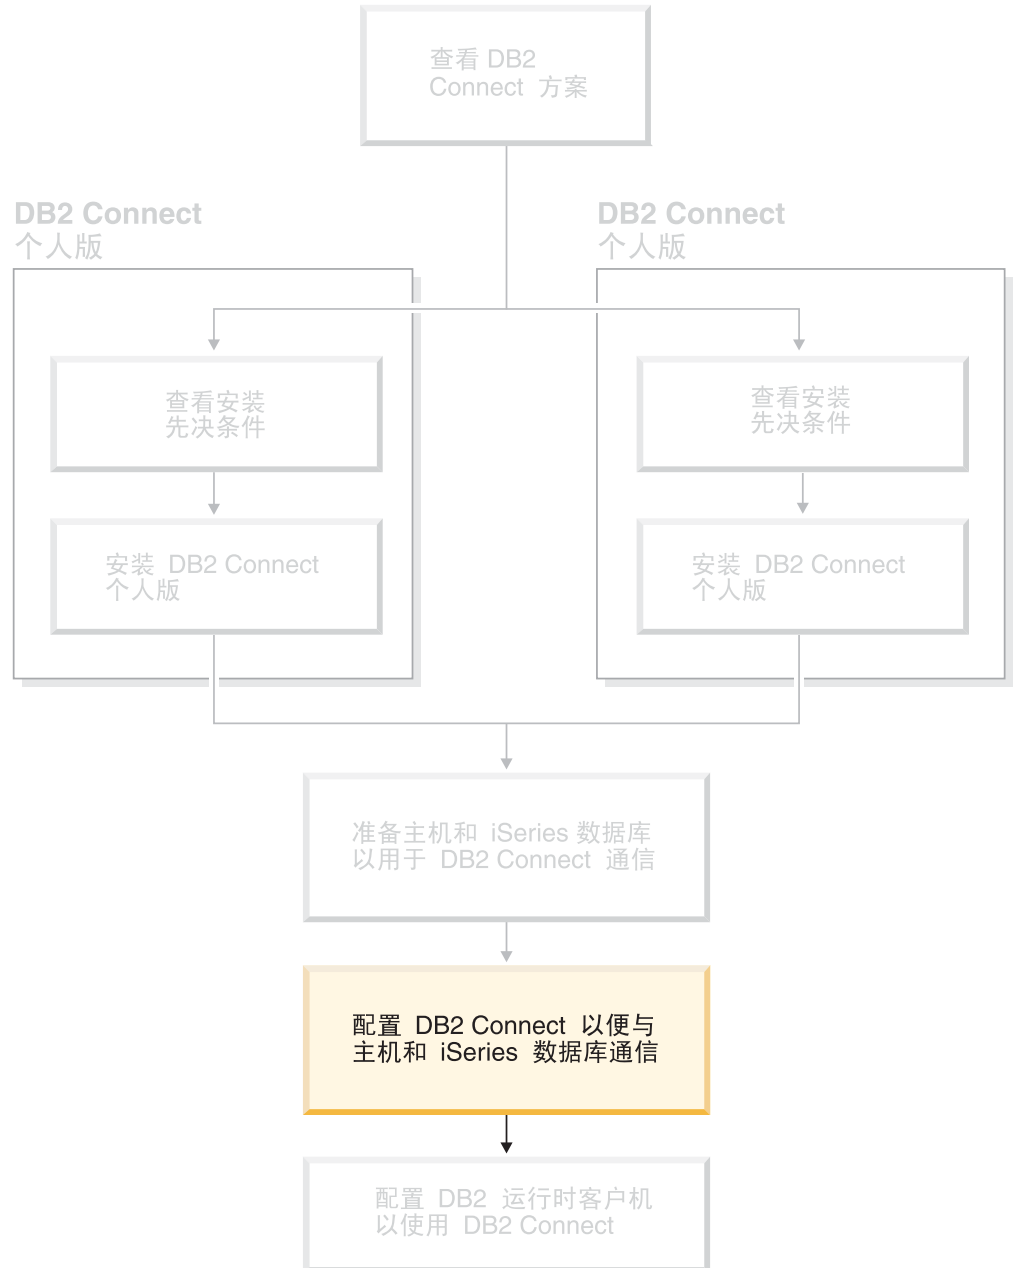 查看 DB2
Connect 方案
DB2 Connect
个人版
查看安装
先决条件
安装 DB2 Connect
个人版
DB2 Connect
个人版
查看安装
先决条件
安装 DB2 Connect
个人版
准备主机和 iSeries 数据库
以用于 DB2 Connect 通信
配置 DB2 Connect 以便与
主机和 iSeries 数据库通信
配置 DB2 运行时客户机
以使用 DB2 Connect